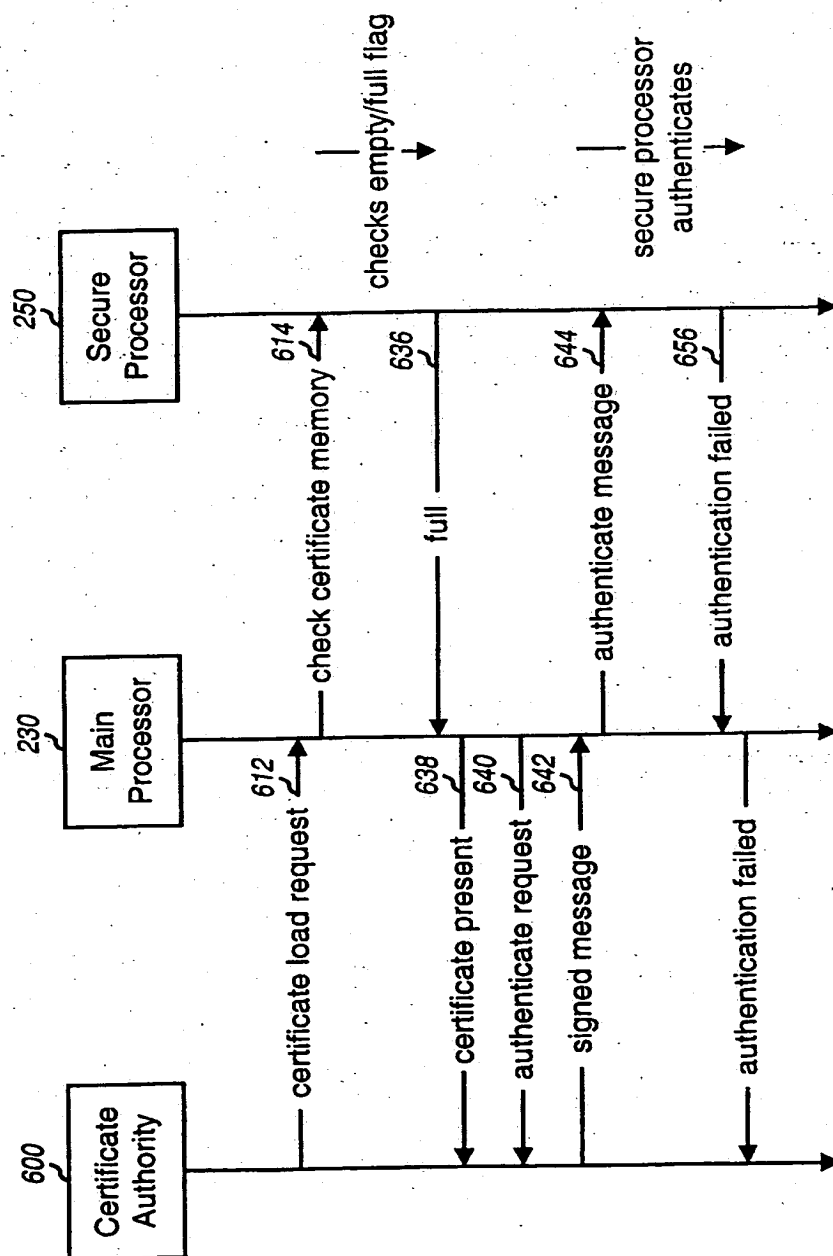 600
Certificate
Authority
230
Main
Processor
250
Secure
Processor
certificate load request
612
check certificate memory
614
checks empty/full flag
full
636
certificate present
638
authenticate request
640
signed message
642
authenticate message
644
secure processor
authenticates
authentication failed
656
authentication failed